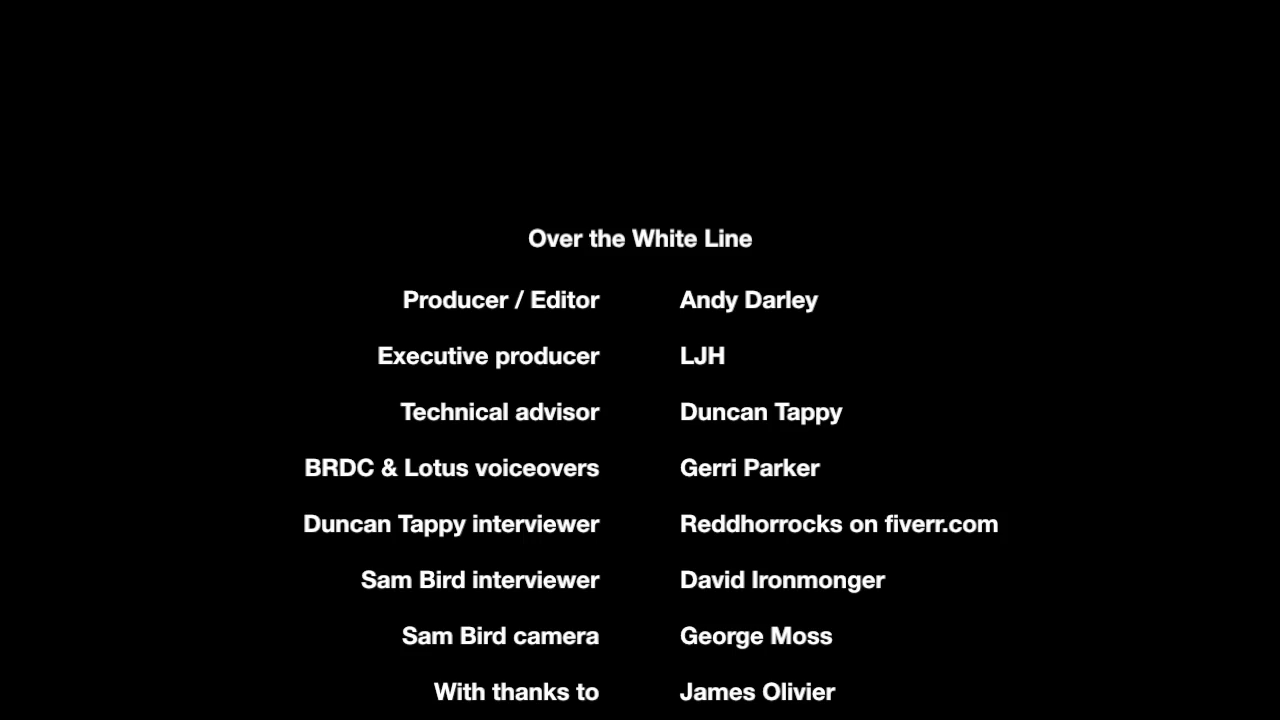 Over the White Line
Producer / Editor Andy Darley
Executive producer LJH
Technical advisor Duncan Tappy
BRDC & Lotus voiceovers Gerri Parker
Duncan Tappy interviewer Reddhorrocks on fiverr.com
Sam Bird interviewer David Ironmonger
Sam Bird camera George Moss
With thanks to James Olivier